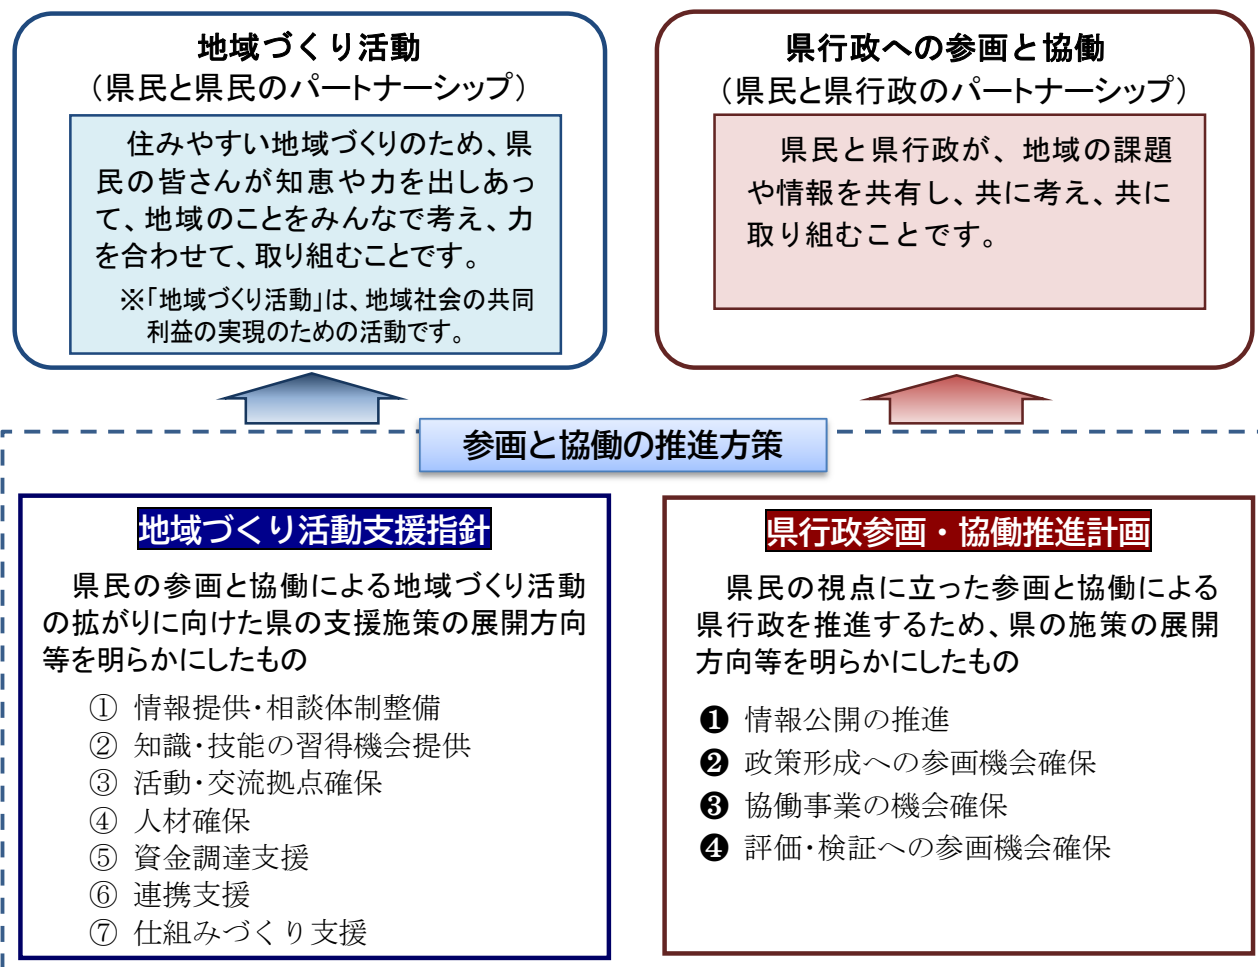 地域づくり活動
（県民と県民のパートナーシップ）
住みやすい地域づくりのため、県
民の皆さんが知恵や力を出しあっ
て、地域のことをみんなで考え、力
を合わせて、取り組むことです。
※「地域づくり活動」は、地域社会の共同
利益の実現のための活動です。
県行政への参画と協働
（県民と県行政のパートナーシップ）
県民と県行政が、地域の課題
や情報を共有し、共に考え、共に
取り組むことです。
参画と協働の推進方策
地域づくり活動支援指針
県民の参画と協働による地域づくり活動
の拡がりに向けた県の支援施策の展開方向
等を明らかにしたもの
① 情報提供・相談体制整備
② 知識・技能の習得機会提供
③ 活動・交流拠点確保
④ 人材確保
⑤ 資金調達支援
⑥ 連携支援
⑦ 仕組みづくり支援
県行政参画・協働推進計画
県民の視点に立った参画と協働による
県行政を推進するため、県の施策の展開
方向等を明らかにしたもの
❶ 情報公開の推進
❷ 政策形成への参画機会確保
❸ 協働事業の機会確保
❹ 評価・検証への参画機会確保